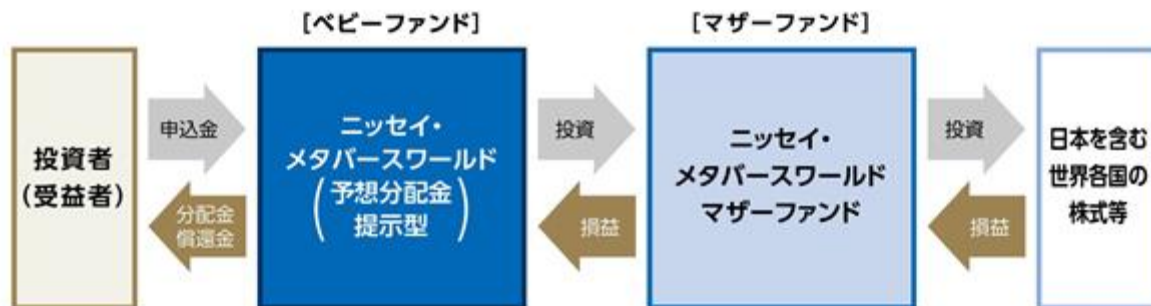 [ベビーファンド]
[マザーファンド]
投資者
(受益者)
申込金
分配金
償還金
ニッセイ・
メタバースワールド
(予想分配金
提示型)
投資
損益
ニッセイ・
メタバースワールド
マザーファンド
投資
損益
日本を含む
世界各国の
株式等